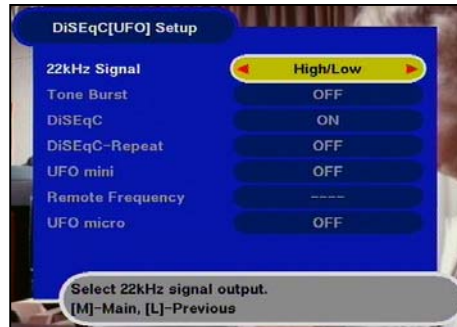 DiSEqC[UFO] Setup
22kHz Signal High/Low
Tone Burst OFF
DiSEqC ON
DiSEqC-Repeat OFF
UFO mini OFF
Remote Frequency ----
UFO micro OFF
Select 22kHz signal output.
[M]-Main, [L]-Previous